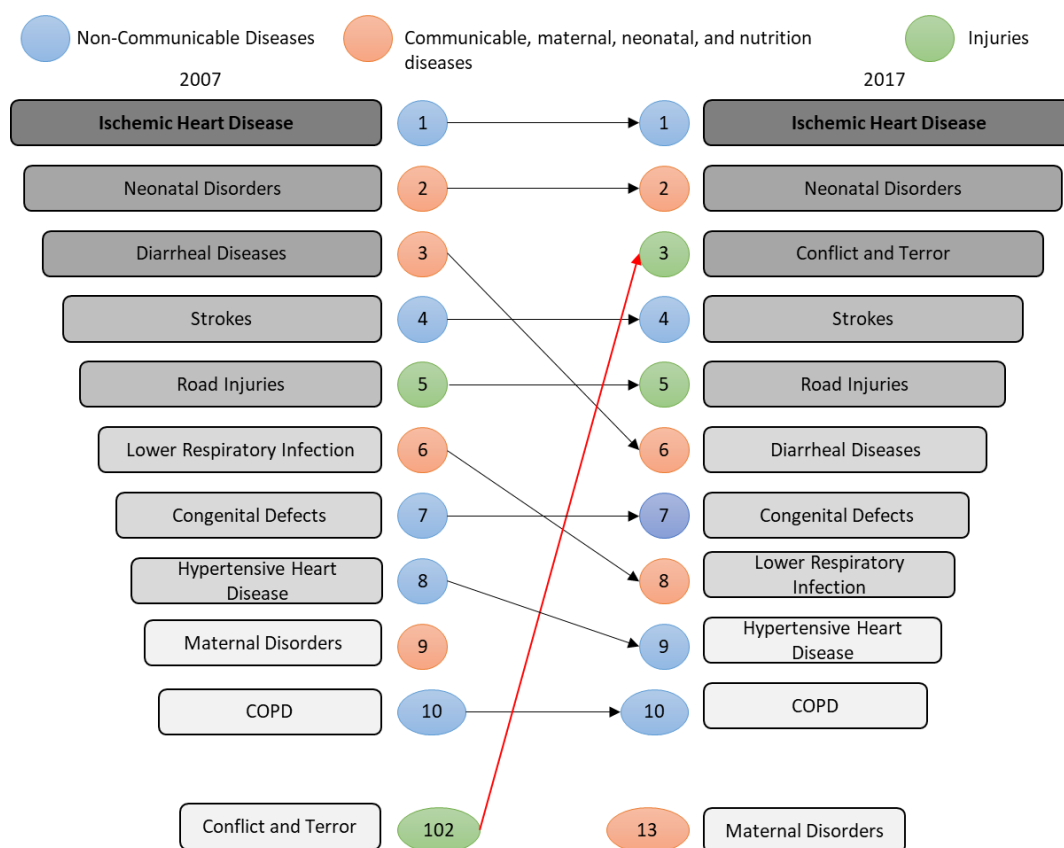 Non-Communicable Diseases
Communicable, maternal, neonatal, and nutrition
diseases
Injuries
2007
2017
Ischemic Heart Disease 1 1 Ischemic Heart Disease
Neonatal Disorders 2 2 Neonatal Disorders
Diarrheal Diseases 3 3 Conflict and Terror
Strokes 4 4 Strokes
Road Injuries 5 5 Road Injuries
Lower Respiratory Infection 6 6 Diarrheal Diseases
Congenital Defects 7 7 Congenital Defects
Hypertensive Heart
Disease
8 8
Lower Respiratory
Infection
Maternal Disorders 9 9
Hypertensive Heart
Disease
COPD 10 10 COPD
Conflict and Terror 102 13 Maternal Disorders